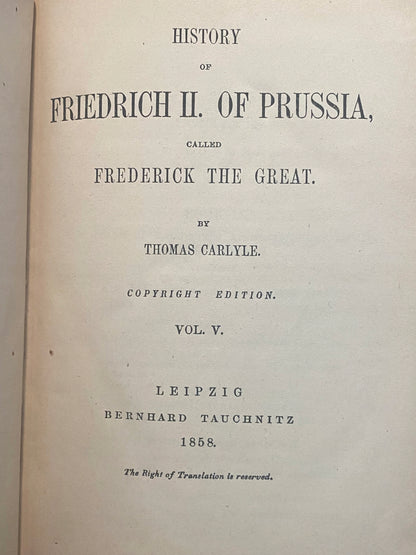 HISTORY
OF
FRIEDRICH II. OF PRUSSIA,
CALLED
FREDERICK THE GREAT.
BY
THOMAS CARLYLE.
COPYRIGHT EDITION.
VOL. V.
LEIPZIG
BERNHARD TAUCHNITZ
1858.
The Right of Translation is reserved.